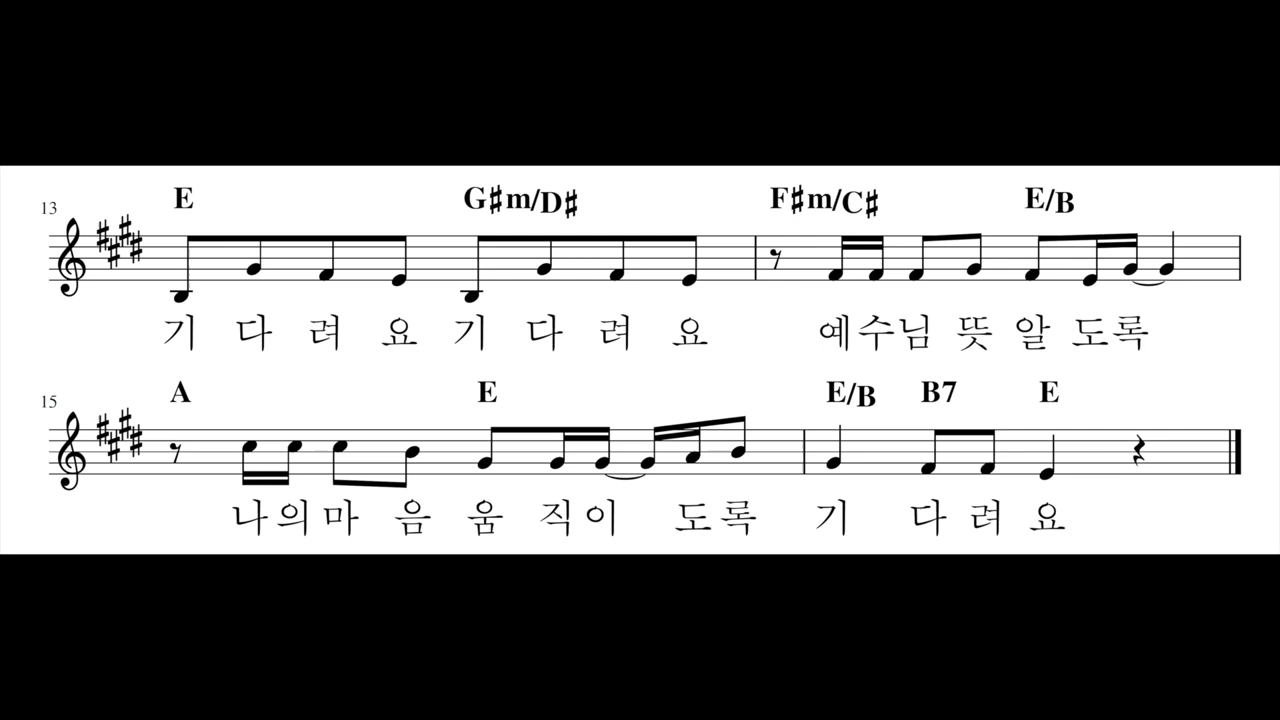 E G♯m/D♯ F♯m/C♯ E/B
13
기 다 려 요 기 다 려 요 예수님 뜻 알 도록
A E E/B B7 E
15
나의마 음 움 직이 도록 기 다 려 요